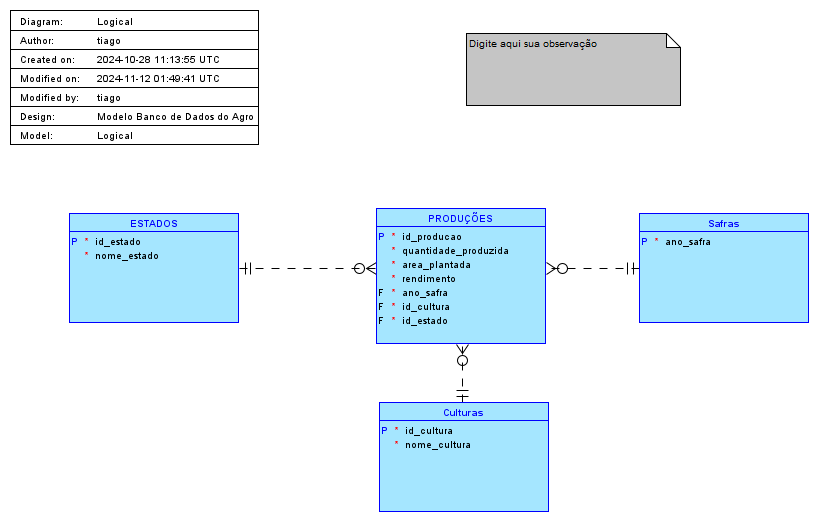 Diagram: Logical
Author: tiago
Created on: 2024-10-28 11:13:55 UTC
Modified on: 2024-11-12 01:49:41 UTC
Modified by: tiago
Design: Modelo Banco de Dados do Agro
Model: Logical
Digite aqui sua observação
ESTADOS
P * id_estado
* nome_estado
PRODUÇÕES
P * id_producao
* quantidade_produzida
* area_plantada
* rendimento
F * ano_safra
F * id_cultura
F * id_estado
Safras
P * ano_safra
Culturas
P * id_cultura
* nome_cultura